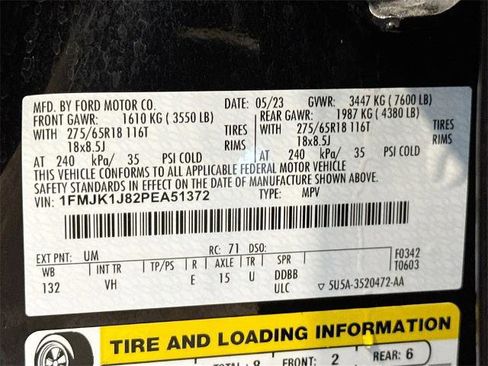 MFD. BY FORD MOTOR CO. DATE: 05/23 GVWR: 3447 KG ( 7600 LB)
FRONT GAWR: 1610 KG ( 3550 LB) REAR GAWR: 1987 KG ( 4380 LB)
WITH 275/65R18 116T TIRES WITH 275/65R18 116T TIRES
18x8.5J RIMS 18x8.5J RIMS
AT 240 kPa/ 35 PSI COLD AT 240 kPa/ 35 PSI COLD
THIS VEHICLE CONFORMS TO ALL APPLICABLE FEDERAL MOTOR VEHICLE
SAFETY STANDARDS IN EFFECT ON THE DATE OF MANUFACTURE SHOWN ABOVE.
VIN: 1FMJK1J82PEA51372 TYPE: MPV
EXT PNT: UM RC: 71 DSO: F0342
WB INT TR TP/PS R AXLE TR SPR T0603
132 VH E 15 U DDBB
ULC ▽ 5U5A-3520472-AA
TIRE AND LOADING INFORMATION
TOTAL: 8 FRONT: 2 REAR: 6